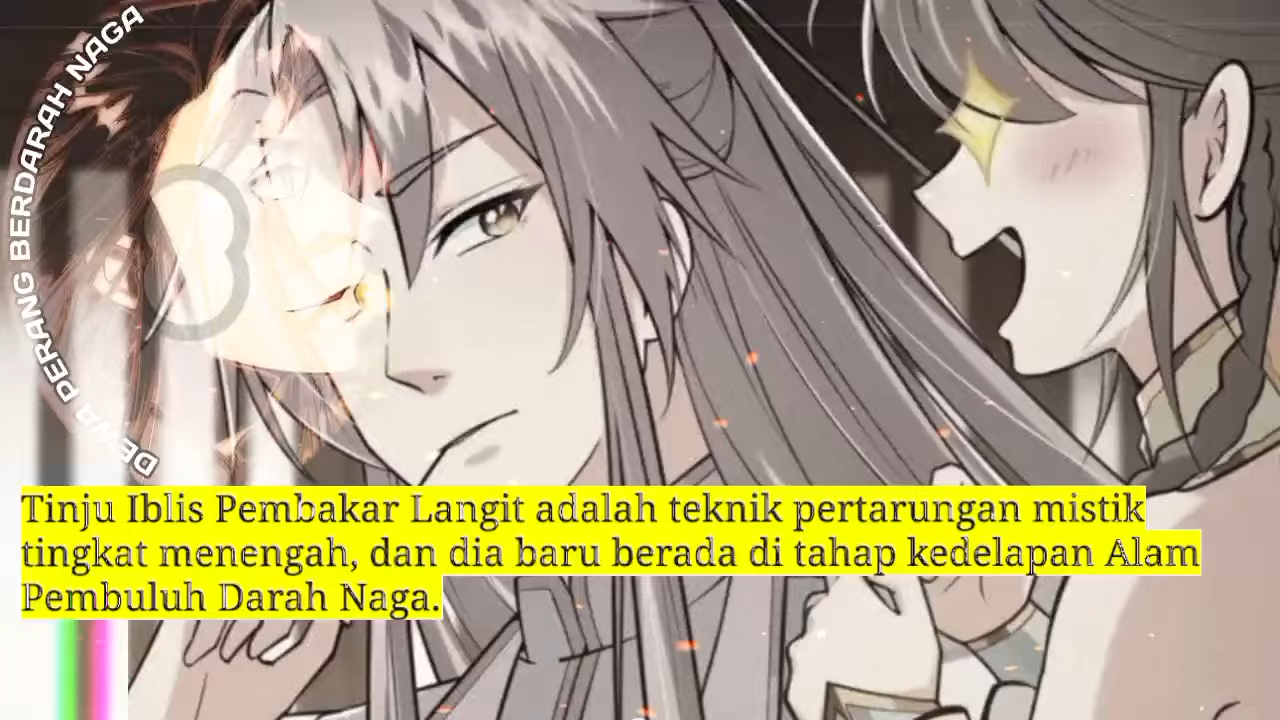 DEWA PERANG BERDARAH NAGA
Tinju Iblis Pembakar Langit adalah teknik pertarungan mistik
tingkat menengah, dan dia baru berada di tahap kedelapan Alam
Pembuluh Darah Naga.